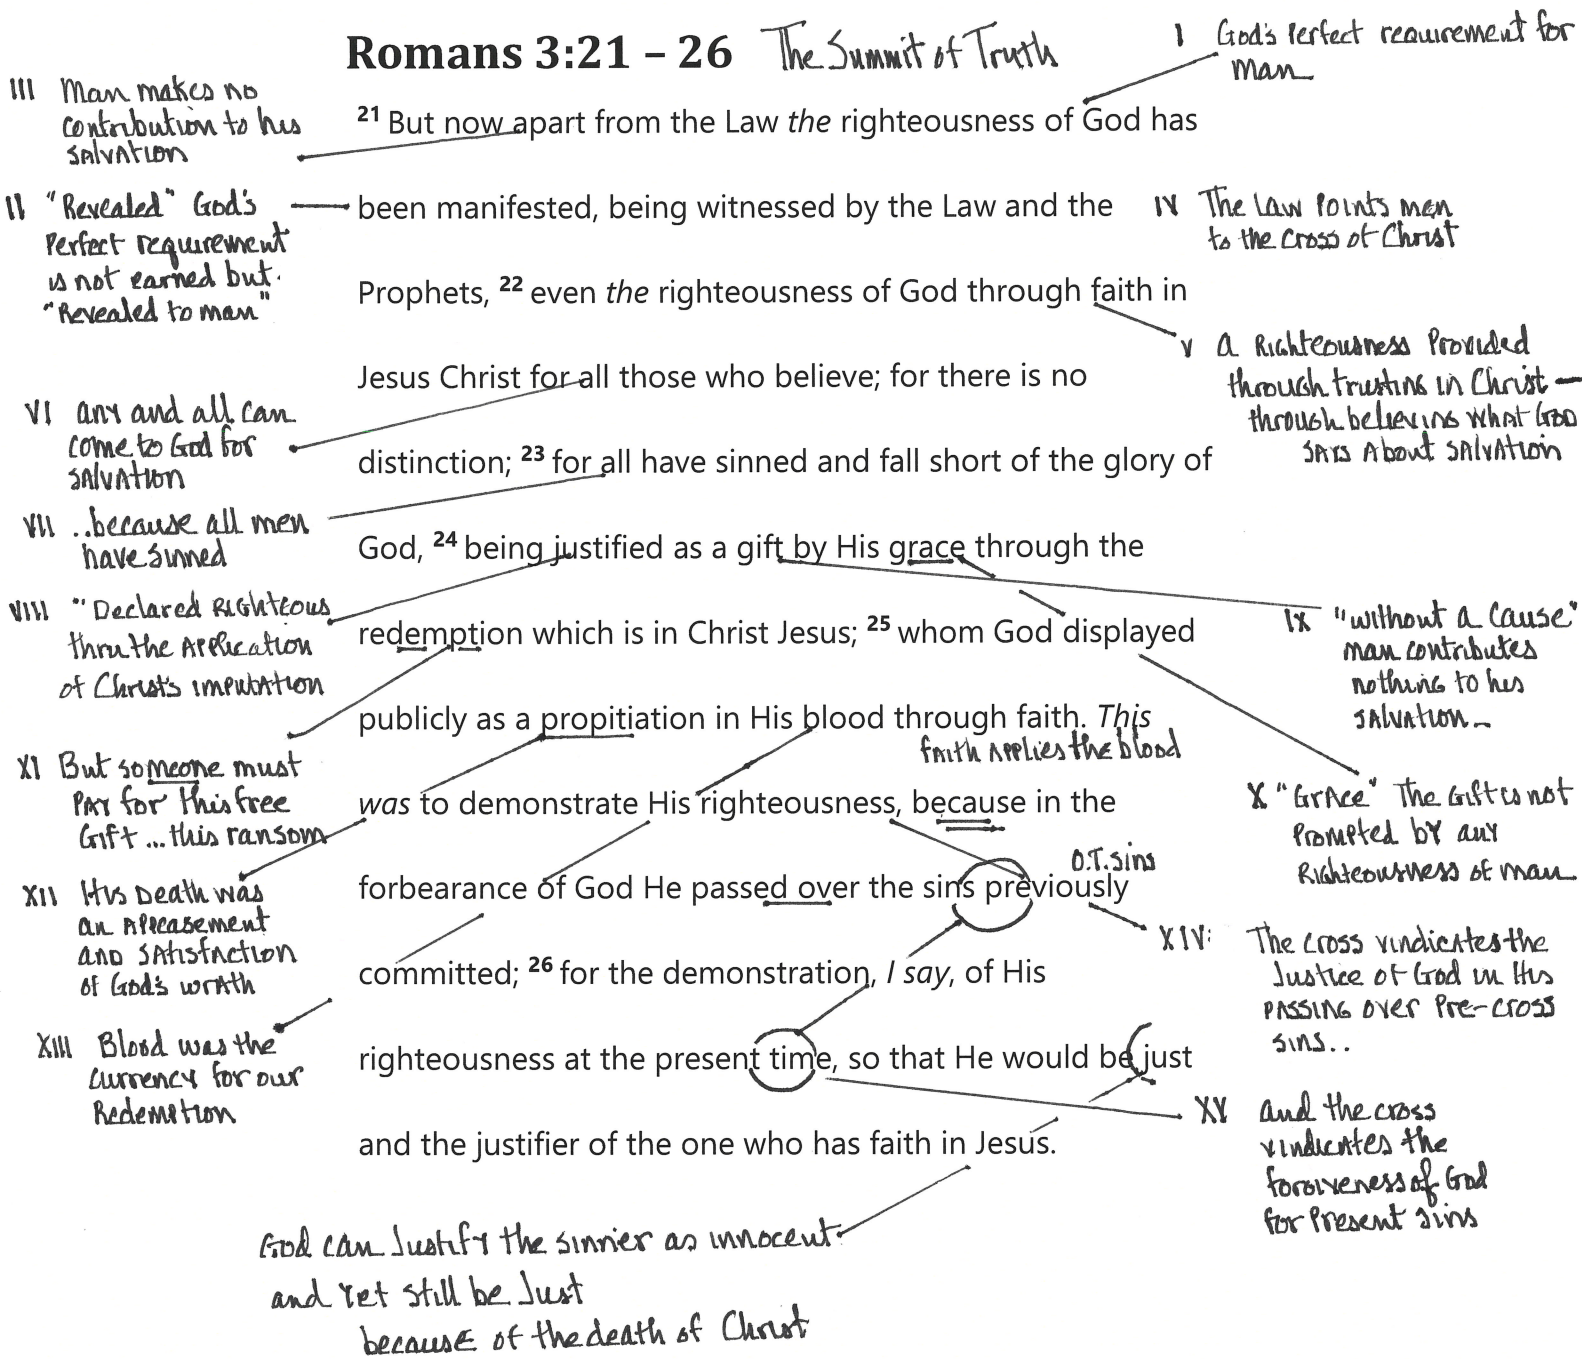 Romans 3:21 – 26 The Summit of Truth
I God's Perfect requirement for
man
III Man makes no
contribution to his
salvation
21 But now apart from the Law the righteousness of God has
II "Revealed" God's
Perfect requirement
is not earned but.
"Revealed to man"
been manifested, being witnessed by the Law and the
IV The Law Points men
to the Cross of Christ
Prophets, 22 even the righteousness of God through faith in
V A Righteousness Provided
through trusting in Christ —
through believing what God
says about salvation
Jesus Christ for all those who believe; for there is no
VI any and all can
come to God for
salvation
distinction; 23 for all have sinned and fall short of the glory of
VII ..because all men
have sinned
God, 24 being justified as a gift by His grace through the
VIII "Declared Righteous
thru the Application
of Christ's imputation
IX "without a Cause"
man contributes
nothing to his
salvation–
redemption which is in Christ Jesus; 25 whom God displayed
publicly as a propitiation in His blood through faith. This
faith applies the blood
XI But someone must
Pay for this free
Gift ... this ransom
X "Grace" The Gift is not
Prompted by any
Righteousness of man
was to demonstrate His righteousness, because in the
O.T. sins
forbearance of God He passed over the sins previously
XII His Death was
an Appeasement
and satisfaction
of God's wrath
XIV: The cross vindicates the
Justice of God in His
passing over Pre-cross
sins..
committed; 26 for the demonstration, I say, of His
XIII Blood was the
Currency for our
Redemtion
righteousness at the present time, so that He would be just
XV and the cross
vindicates the
forgiveness of God
for Present sins
and the justifier of the one who has faith in Jesus.
God can Justify the sinner as innocent
and yet still be Just
because of the death of Christ